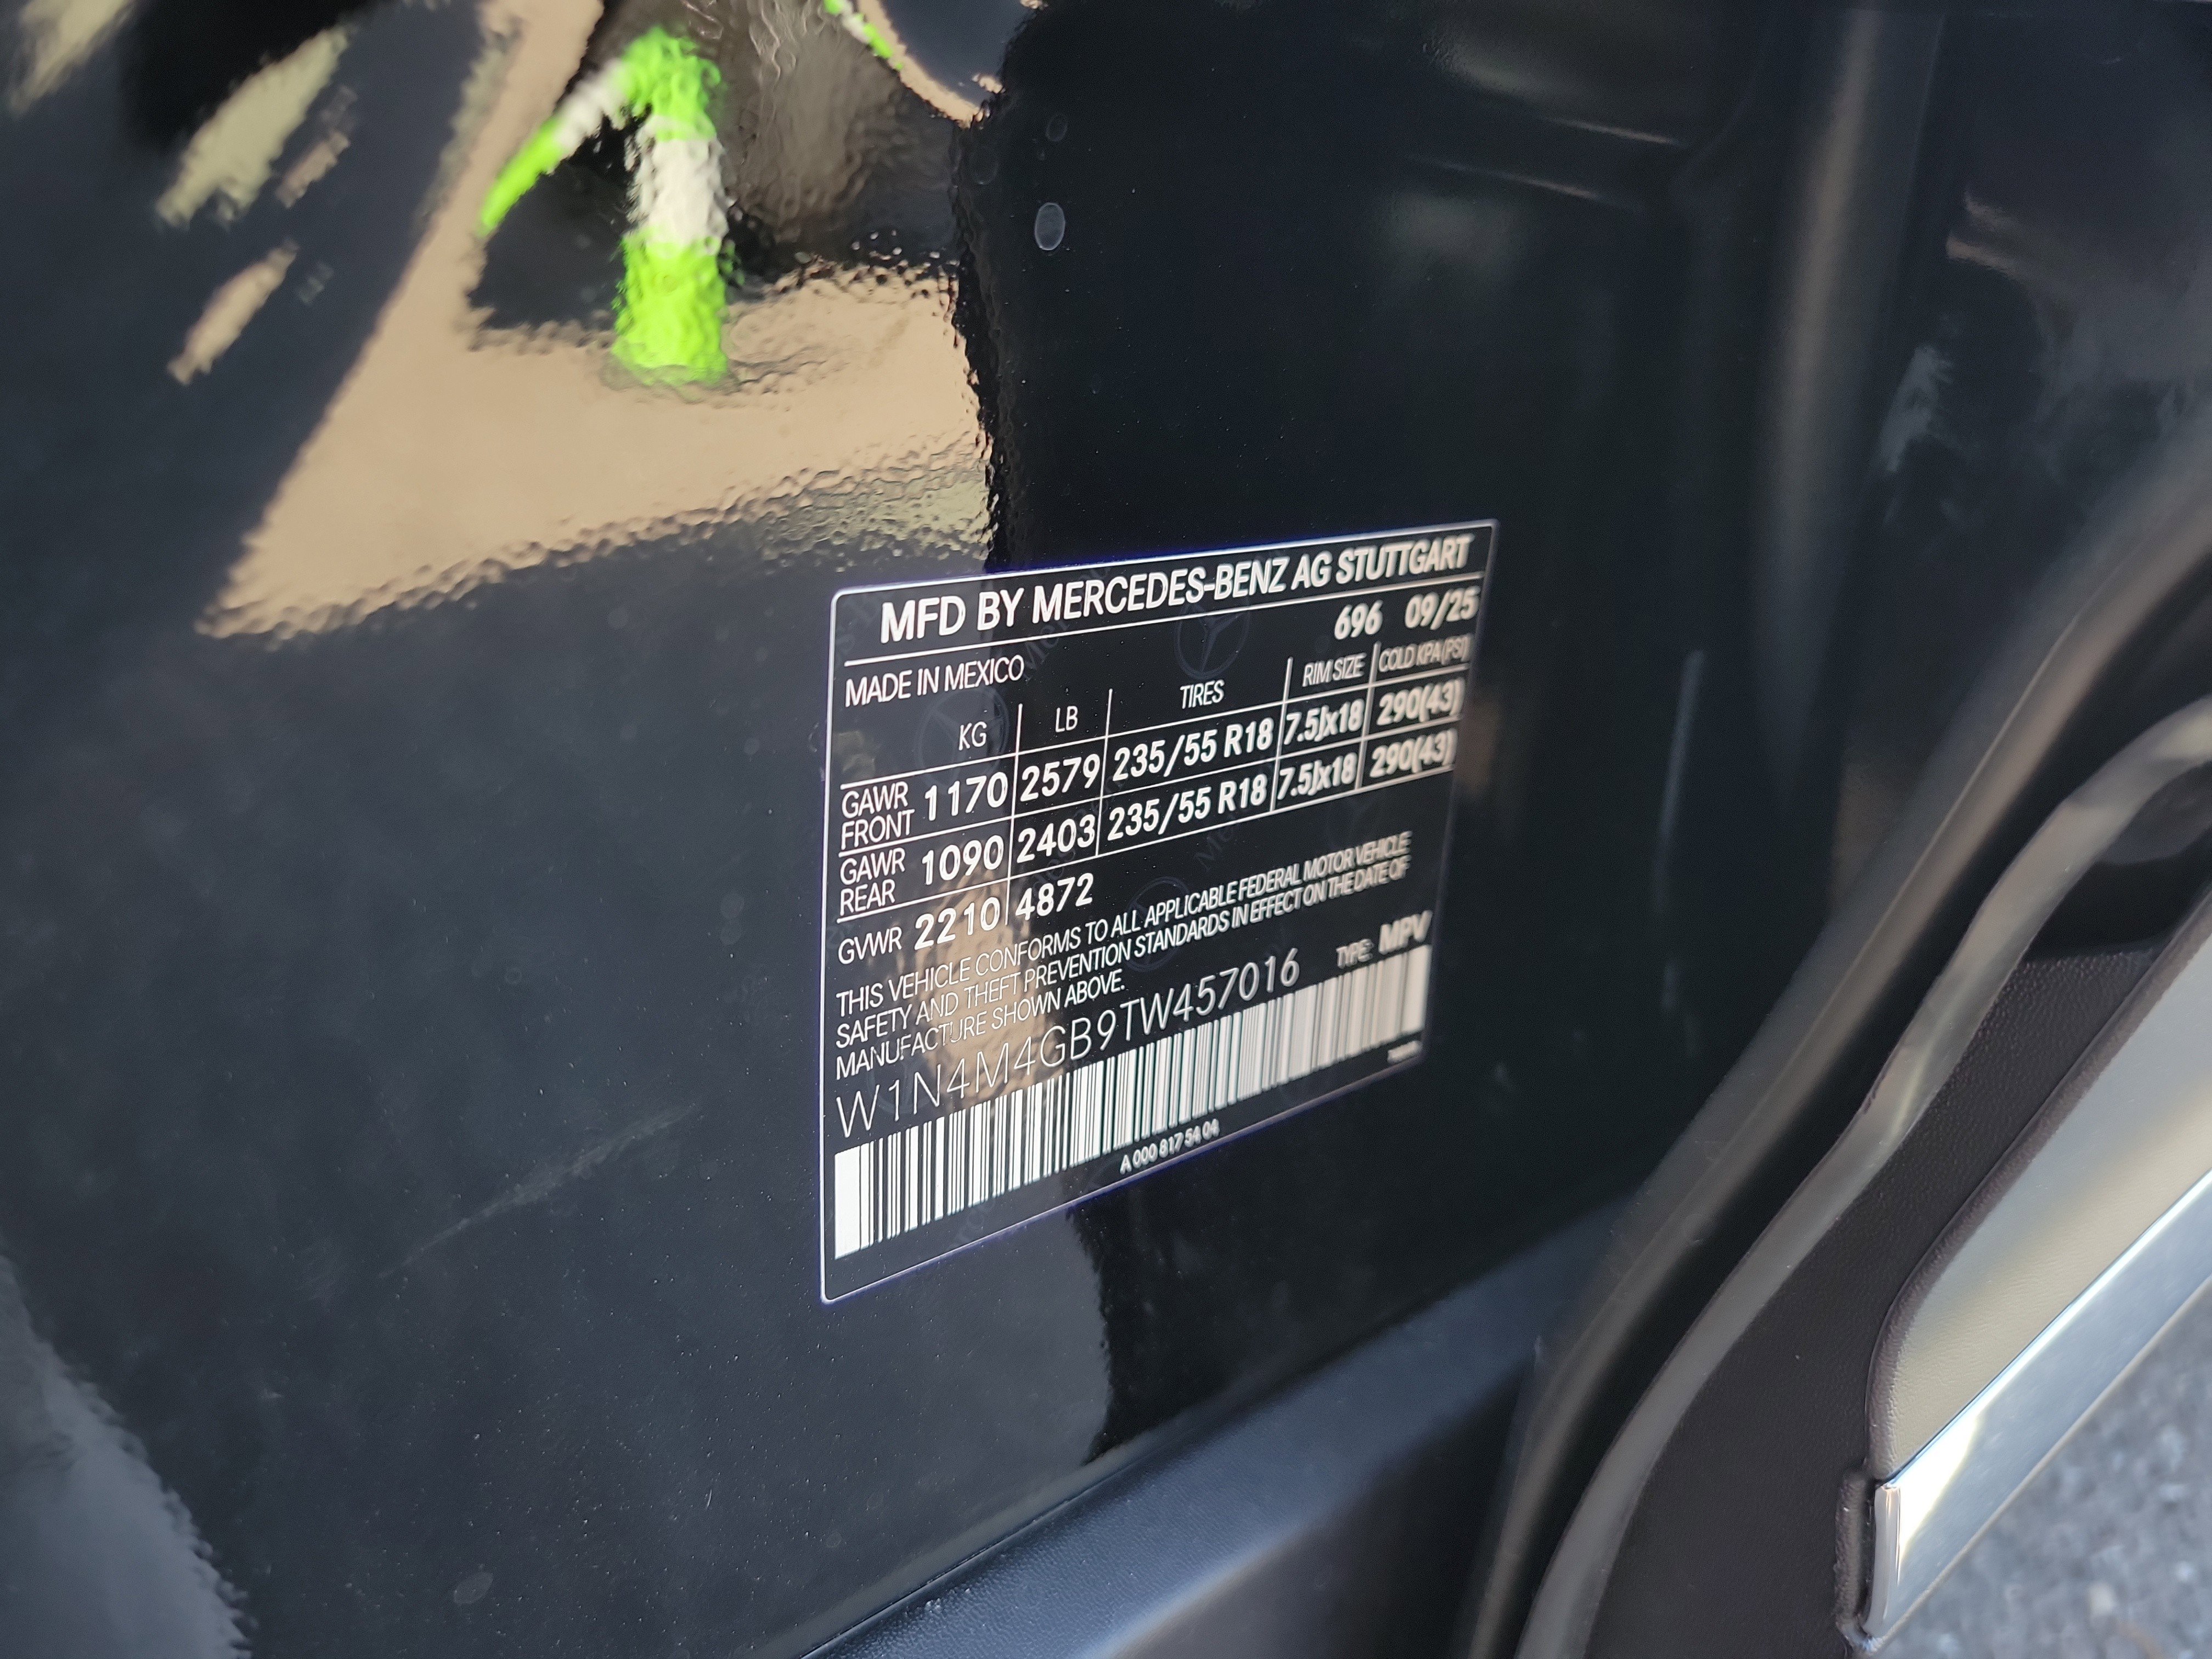 MFD BY MERCEDES-BENZ AG STUTTGART
696 09/25
MADE IN MEXICO
KG LB TIRES RIM SIZE COLD KPA(PSI)
GAWR FRONT 1170 2579 235/55 R18 7.5Jx18 290(43)
GAWR REAR 1090 2403 235/55 R18 7.5Jx18 290(43)
GVWR 2210 4872
THIS VEHICLE CONFORMS TO ALL APPLICABLE FEDERAL MOTOR VEHICLE
SAFETY AND THEFT PREVENTION STANDARDS IN EFFECT ON THE DATE OF
MANUFACTURE SHOWN ABOVE.
W1N4M4GB9TW457016 TYPE: MPV
A 000 817 54 04